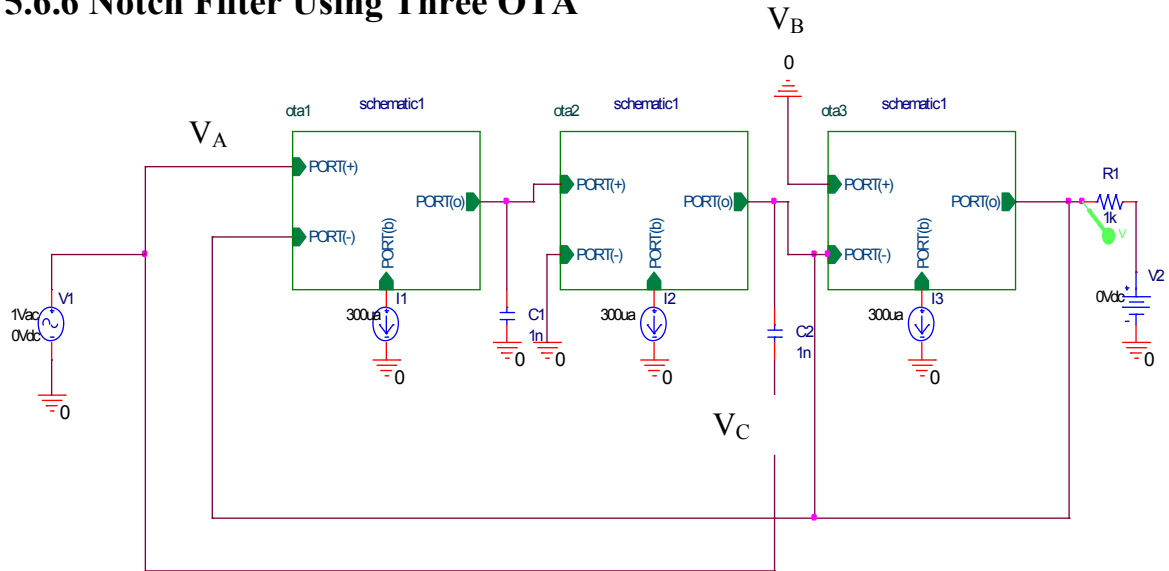 5.6.6 Notch Filter Using Three OTA
V_B
0
ota1 schematic1
ota2 schematic1
ota3 schematic1
V_A
PORT(+)
PORT(-)
PORT(o)
PORT(b)
PORT(+)
PORT(-)
PORT(o)
PORT(b)
PORT(+)
PORT(-)
PORT(o)
PORT(b)
R1
1k
V
V1
1Vac
0Vdc
0
I1
300ua
0
C1
1n
0
0
I2
300ua
0
C2
1n
I3
300ua
0
V2
0Vdc
0
V_C